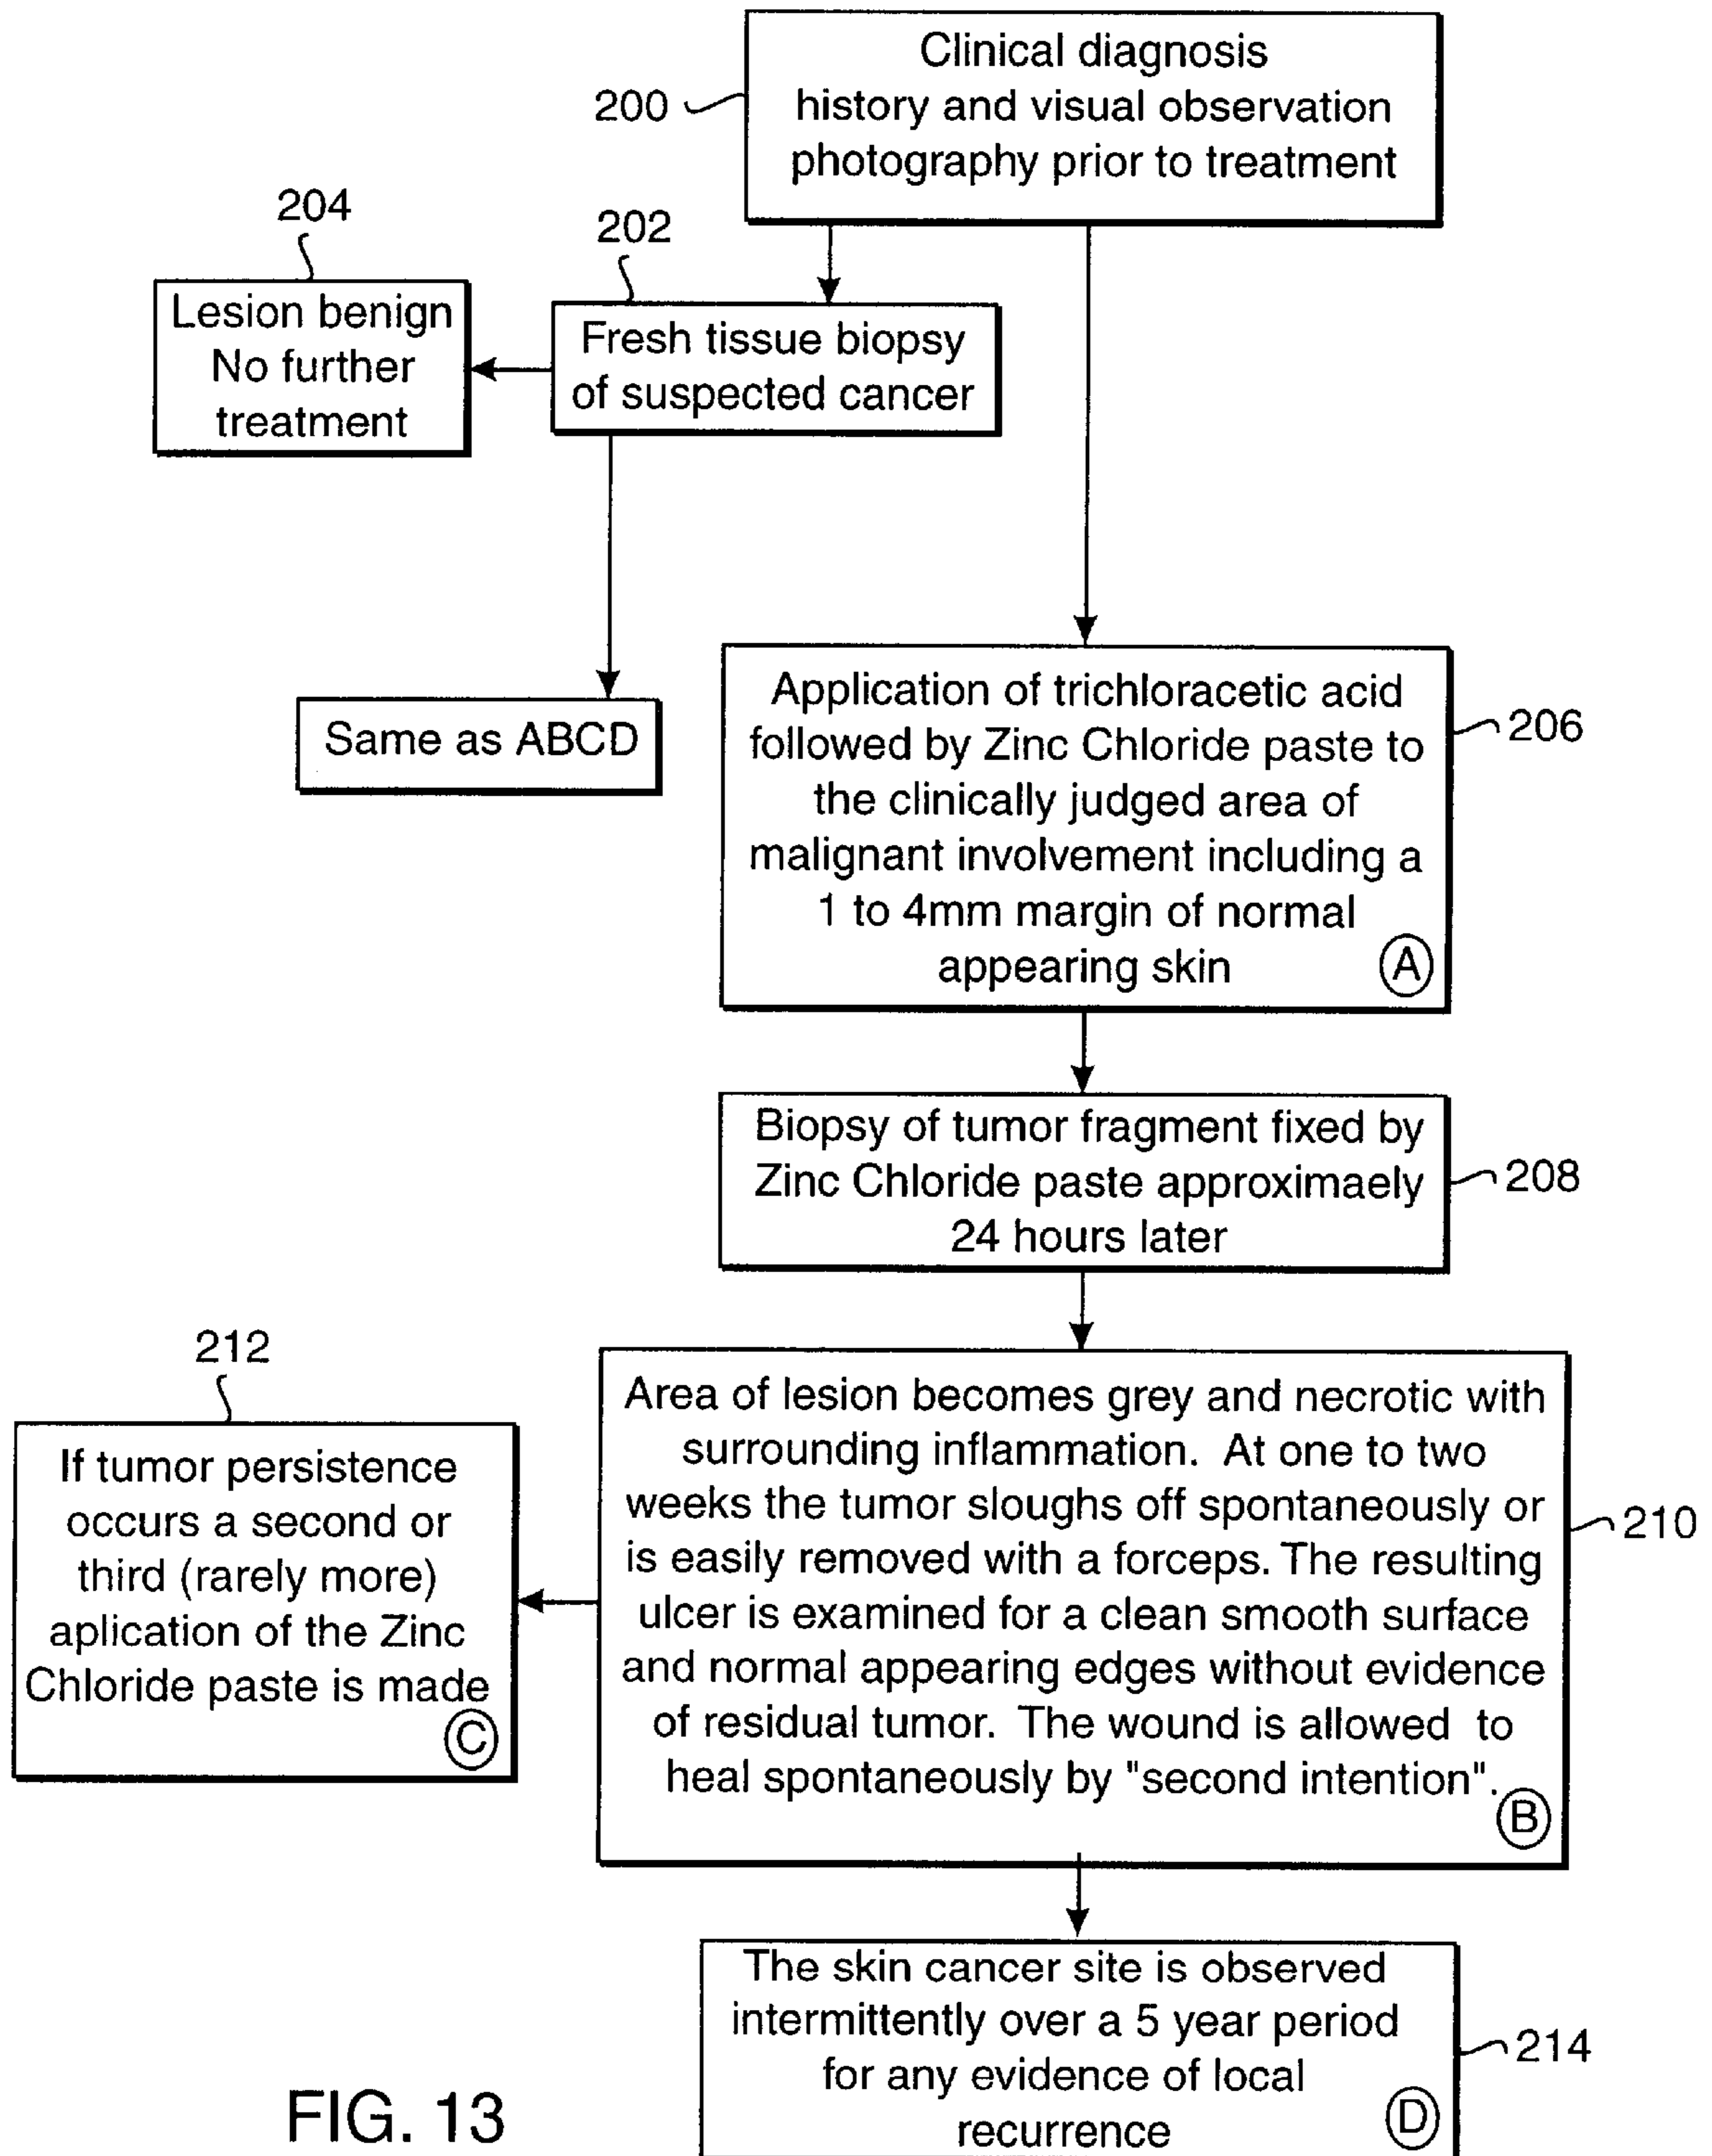 Clinical diagnosis
history and visual observation
photography prior to treatment
200
204
202
Lesion benign
No further
treatment
Fresh tissue biopsy
of suspected cancer
Same as ABCD
Application of trichloracetic acid
followed by Zinc Chloride paste to
the clinically judged area of
malignant involvement including a
1 to 4mm margin of normal
appearing skin
A
206
Biopsy of tumor fragment fixed by
Zinc Chloride paste approximaely
24 hours later
208
212
If tumor persistence
occurs a second or
third (rarely more)
aplication of the Zinc
Chloride paste is made
C
Area of lesion becomes grey and necrotic with
surrounding inflammation. At one to two
weeks the tumor sloughs off spontaneously or
is easily removed with a forceps. The resulting
ulcer is examined for a clean smooth surface
and normal appearing edges without evidence
of residual tumor. The wound is allowed to
heal spontaneously by "second intention".
B
210
The skin cancer site is observed
intermittently over a 5 year period
for any evidence of local
recurrence
D
214
FIG. 13